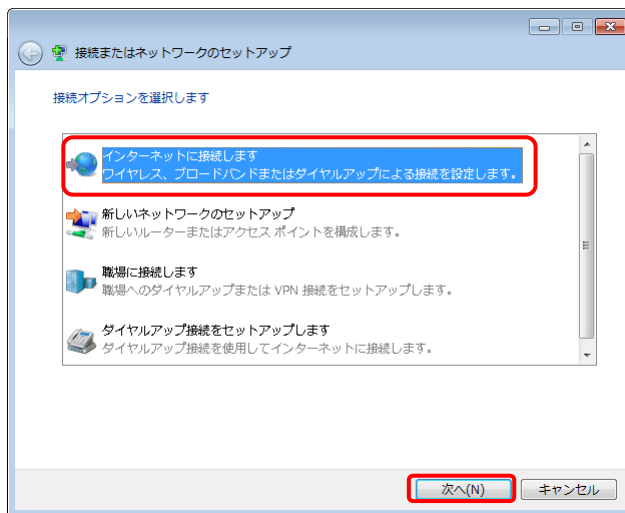 接続またはネットワークのセットアップ
接続オプションを選択します
インターネットに接続します
ワイヤレス、ブロードバンドまたはダイヤルアップによる接続を設定します。
新しいネットワークのセットアップ
新しいルーターまたはアクセス ポイントを構成します。
職場に接続します
職場へのダイヤルアップまたは VPN 接続をセットアップします。
ダイヤルアップ接続をセットアップします
ダイヤルアップ接続を使用してインターネットに接続します。
次へ(N) キャンセル